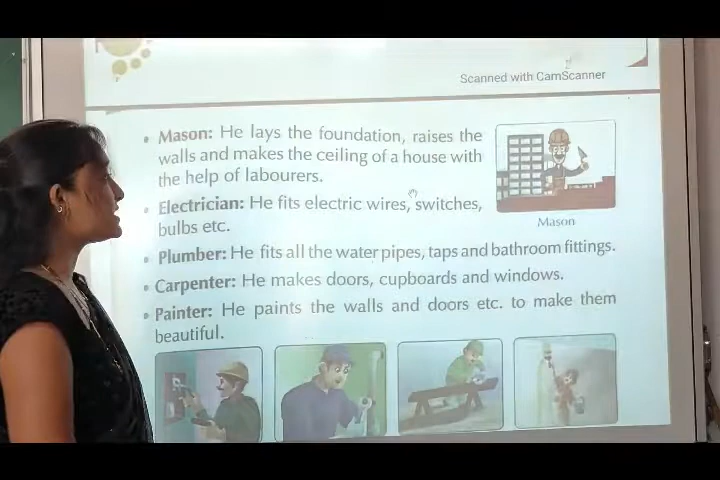 Scanned with CamScanner
• Mason: He lays the foundation, raises the
walls and makes the ceiling of a house with
the help of labourers.
Mason
• Electrician: He fits electric wires, switches,
bulbs etc.
• Plumber: He fits all the water pipes, taps and bathroom fittings.
• Carpenter: He makes doors, cupboards and windows.
• Painter: He paints the walls and doors etc. to make them
beautiful.